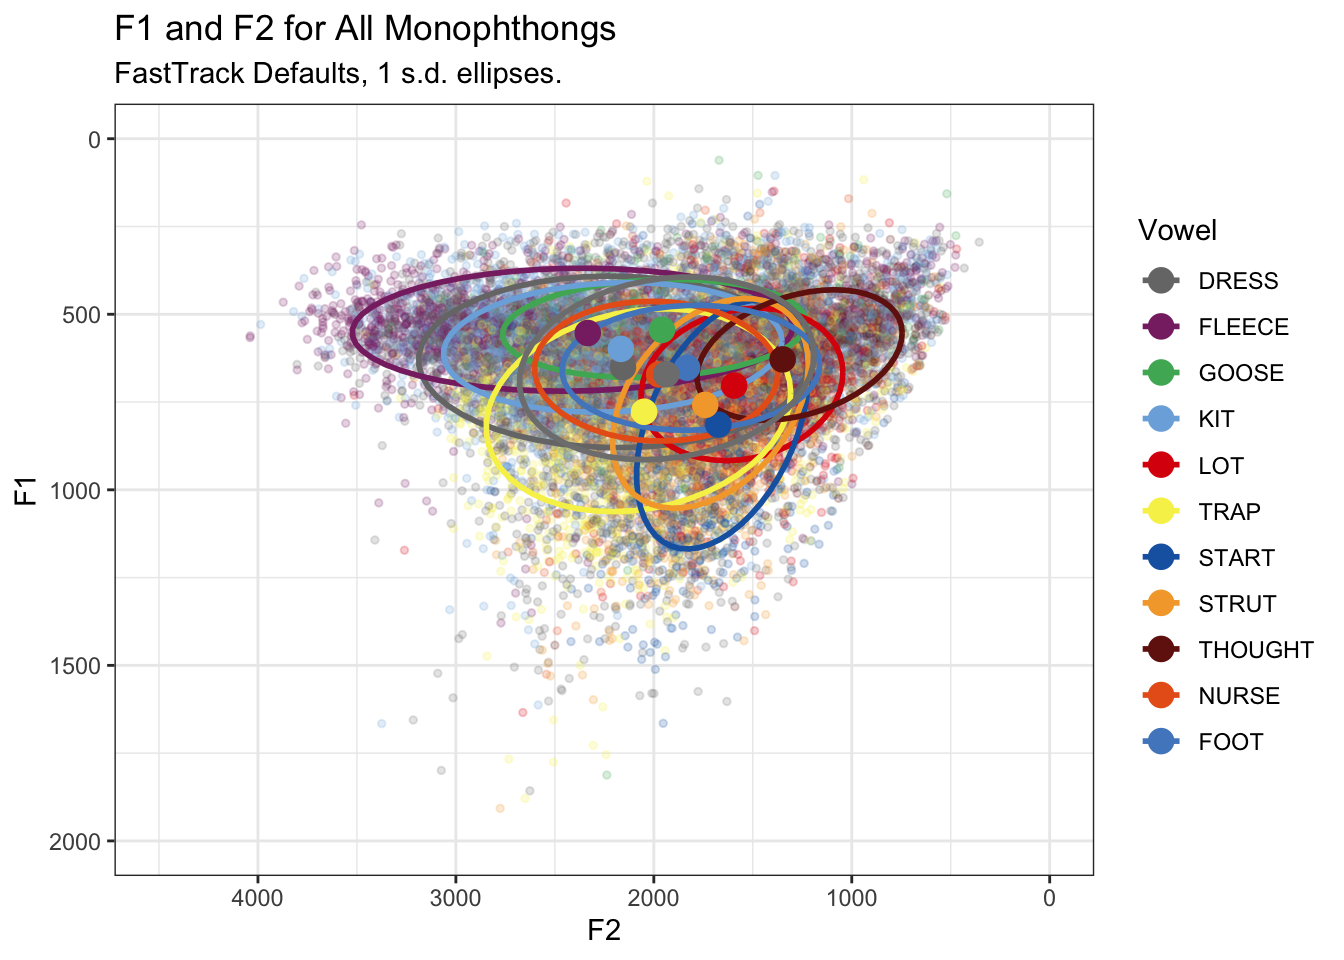 F1 and F2 for All Monophthongs
FastTrack Defaults, 1 s.d. ellipses.
0
500
1000
1500
2000
F1
4000
3000
2000
1000
0
F2
Vowel
DRESS
FLEECE
GOOSE
KIT
LOT
TRAP
START
STRUT
THOUGHT
NURSE
FOOT